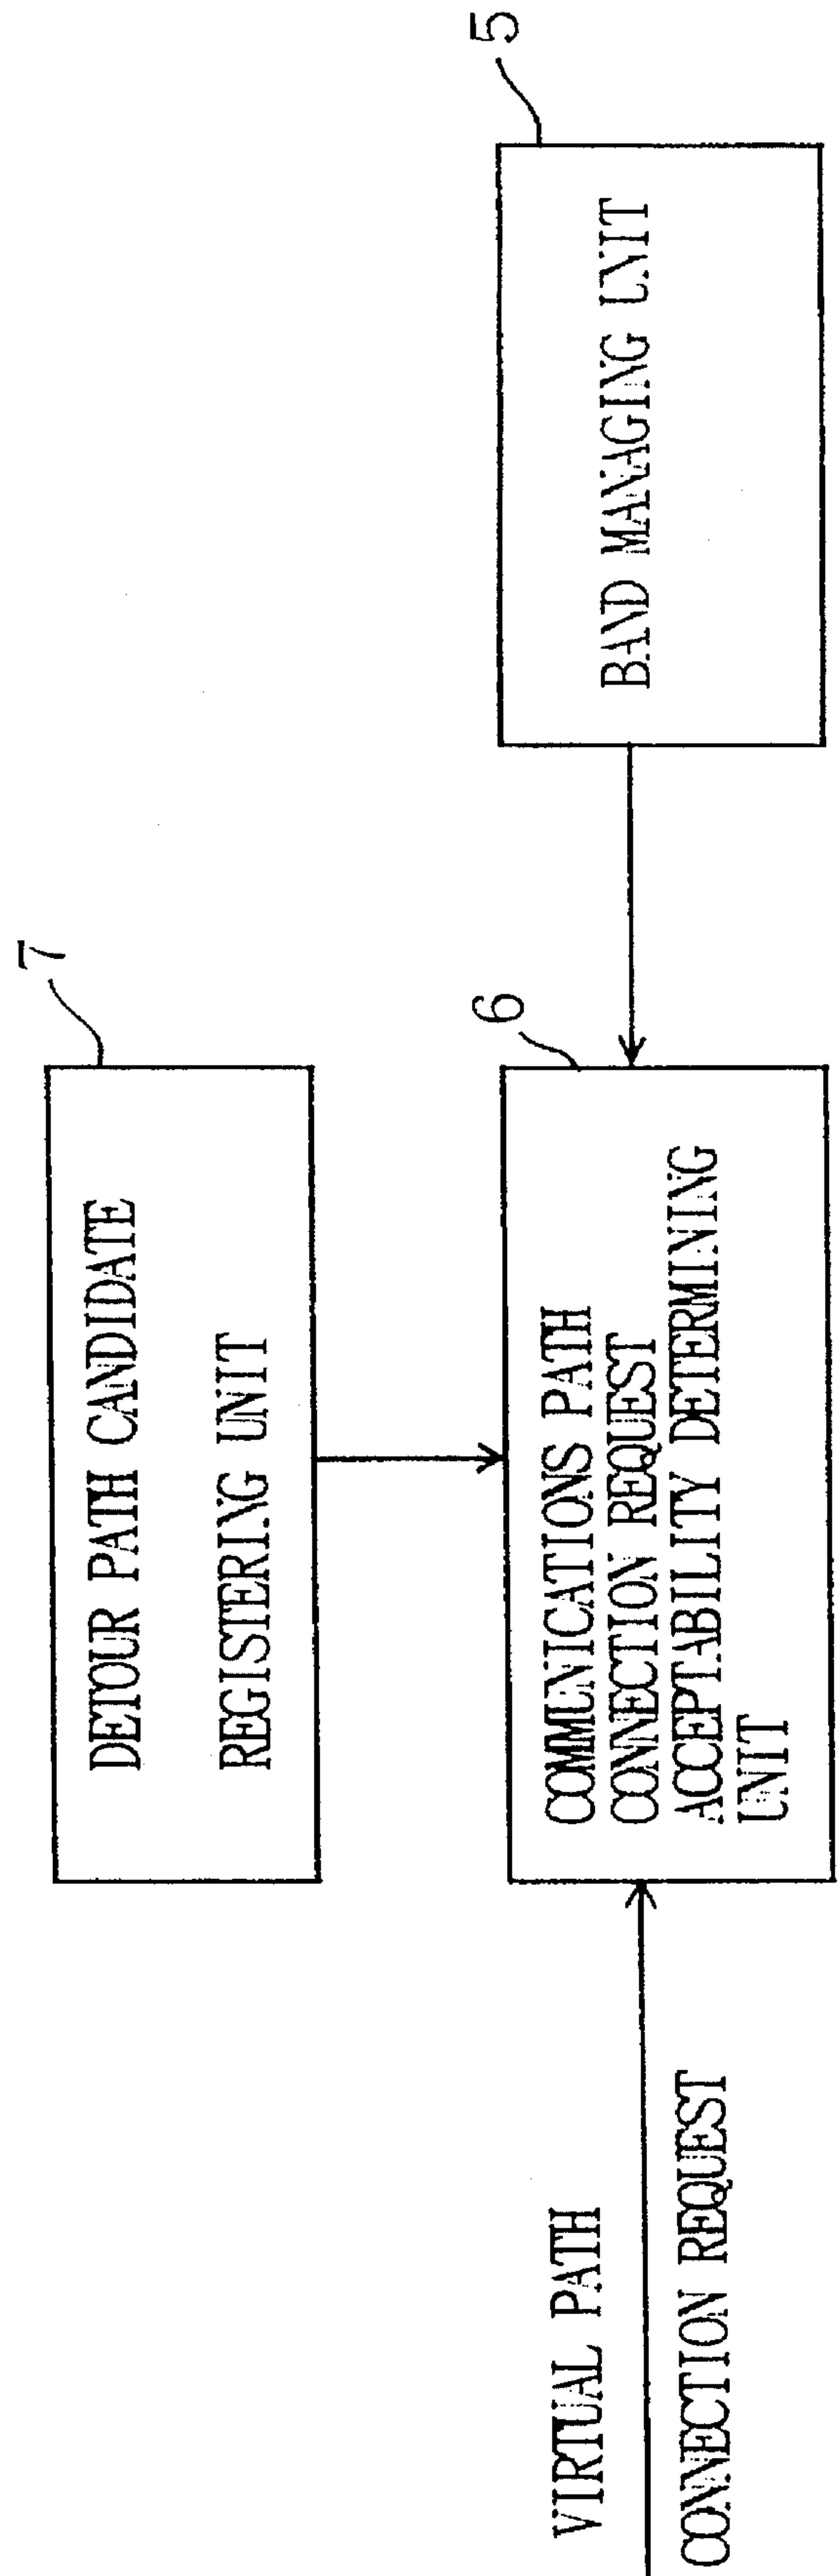 7
DETOUR PATH CANDIDATE
REGISTERING UNIT
VIRTUAL PATH
CONNECTION REQUEST
6
COMMUNICATIONS PATH
CONNECTION REQUEST
ACCEPTABILITY DETERMINING
UNIT
5
BAND MANAGING UNIT